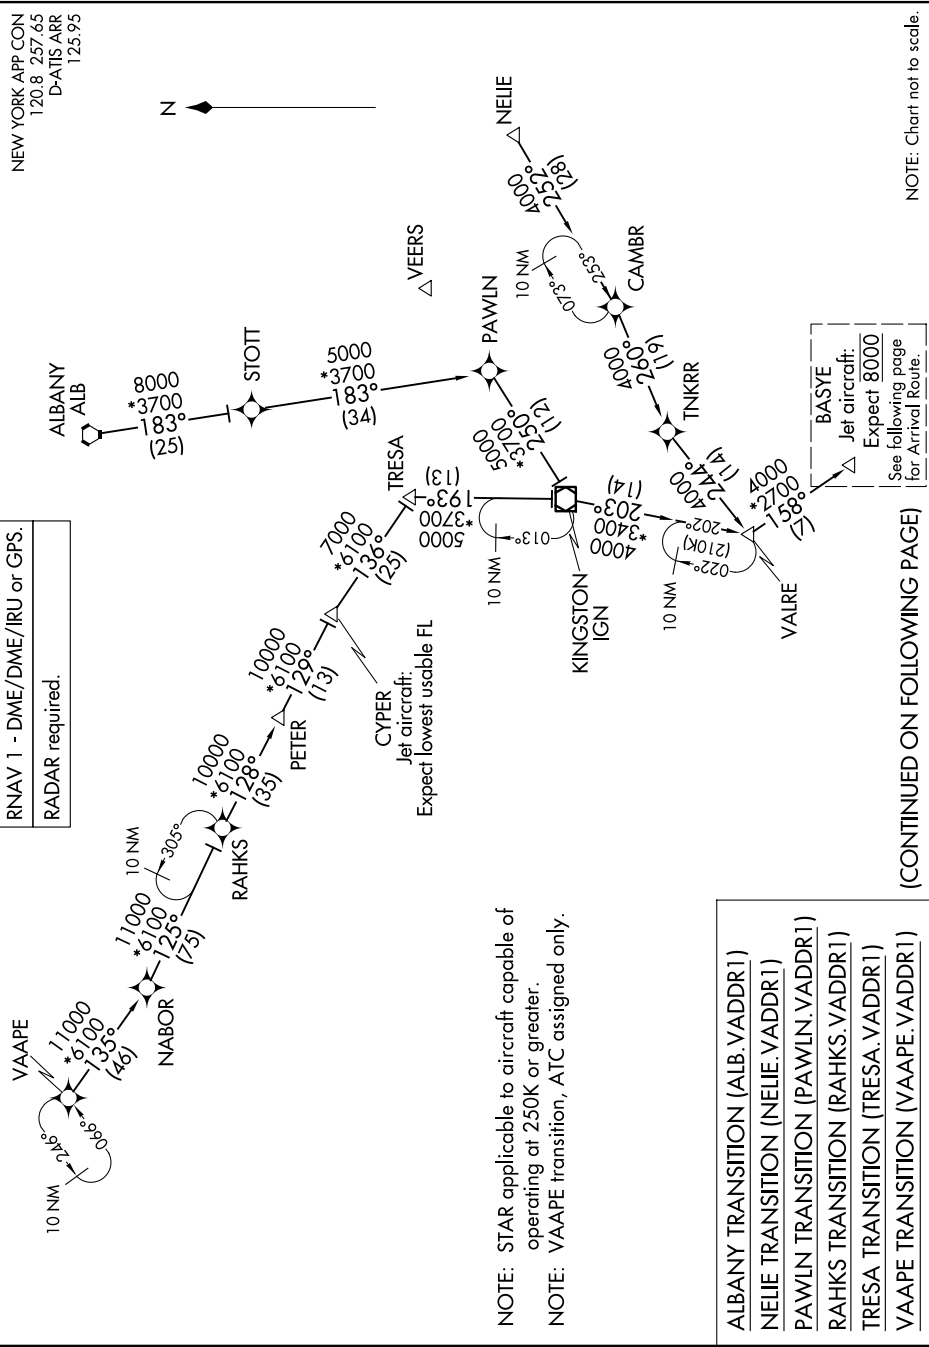 NEW YORK APP CON
120.8 257.65
D-ATIS ARR
125.95
RNAV 1 - DME/DME/IRU or GPS.
RADAR required.
N
ALBANY
ALB
8000
*3700
183°
(25)
STOTT
5000
*3700
183°
(34)
PAWLN
VEERS
NELIE
4000
252°
(28)
10 NM
073°
253°
CAMBR
4000
260°
(19)
TNKRR
4000
244°
(14)
5000
*3700
250°
(12)
VAAPE
10 NM
246°
066°
11000
*6100
135°
(46)
NABOR
11000
*6100
125°
(75)
10 NM
305°
RAHKS
10000
*6100
128°
(35)
PETER
10000
*6100
129°
(13)
CYPER
Jet aircraft:
Expect lowest usable FL
7000
*6100
136°
(25)
TRESA
5000
*3700
193°
(13)
10 NM
013°
KINGSTON
IGN
4000
*3400
203°
(14)
10 NM
022°
202°
(210K)
VALRE
4000
*2700
158°
(7)
BASYE
Jet aircraft:
Expect 8000
See following page
for Arrival Route.
NOTE: STAR applicable to aircraft capable of
operating at 250K or greater.
NOTE: VAAPE transition, ATC assigned only.
ALBANY TRANSITION (ALB.VADDR1)
NELIE TRANSITION (NELIE.VADDR1)
PAWLN TRANSITION (PAWLN.VADDR1)
RAHKS TRANSITION (RAHKS.VADDR1)
TRESA TRANSITION (TRESA.VADDR1)
VAAPE TRANSITION (VAAPE.VADDR1)
(CONTINUED ON FOLLOWING PAGE)
NOTE: Chart not to scale.